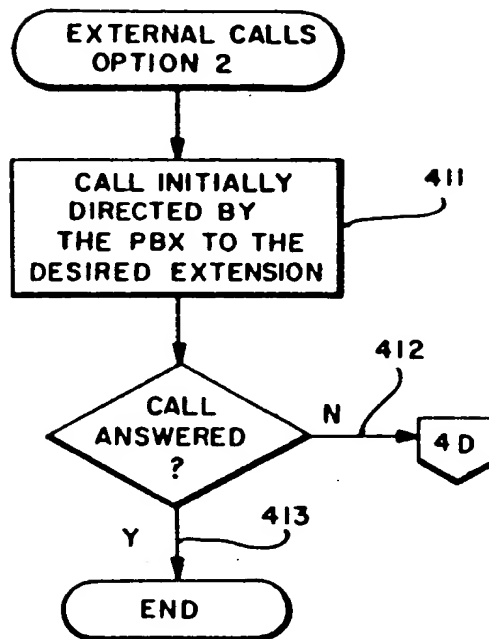 EXTERNAL CALLS
OPTION 2
CALL INITIALLY
DIRECTED BY
THE PBX TO THE
DESIRED EXTENSION
411
412
CALL
ANSWERED
?
N
4D
Y
413
END